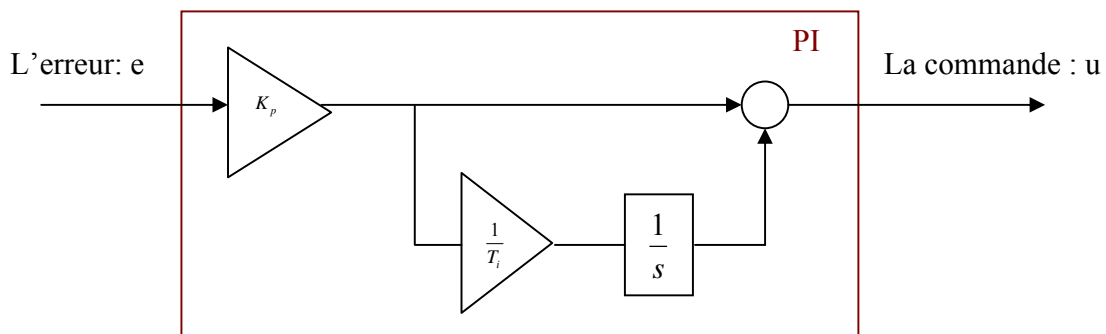 PI
L’erreur: e
La commande : u
K_p
1/T_i
1/s